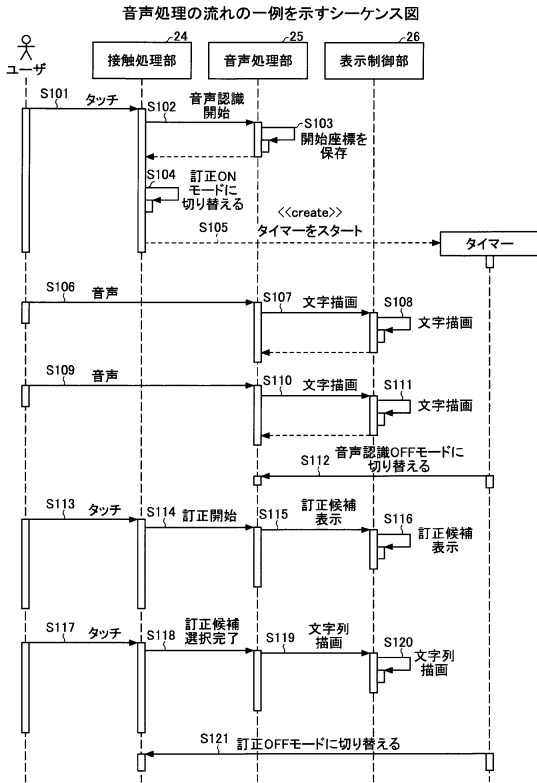 音声処理の流れの一例を示すシーケンス図
24
25
26
ユーザ
接触処理部
音声処理部
表示制御部
S101
タッチ
S102
音声認識
開始
S103
開始座標を
保存
S104
訂正ON
モードに
切り替える
<<create>>
S105
タイマーをスタート
タイマー
S106
音声
S107
文字描画
S108
文字描画
S109
音声
S110
文字描画
S111
文字描画
S112
音声認識OFFモードに
切り替える
S113
タッチ
S114
訂正開始
S115
訂正候補
表示
S116
訂正候補
表示
S117
タッチ
S118
訂正候補
選択完了
S119
文字列
描画
S120
文字列
描画
S121
訂正OFFモードに切り替える